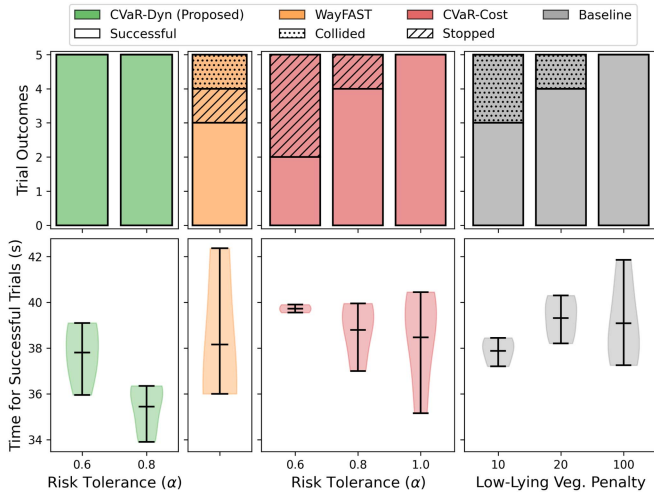 CVaR-Dyn (Proposed) WayFAST CVaR-Cost Baseline
Successful Collided Stopped
Trial Outcomes
5
4
3
2
1
0
Time for Successful Trials (s)
42
40
38
36
34
0.6 0.8 0.6 0.8 1.0 10 20 100
Risk Tolerance (α) Risk Tolerance (α) Low-Lying Veg. Penalty